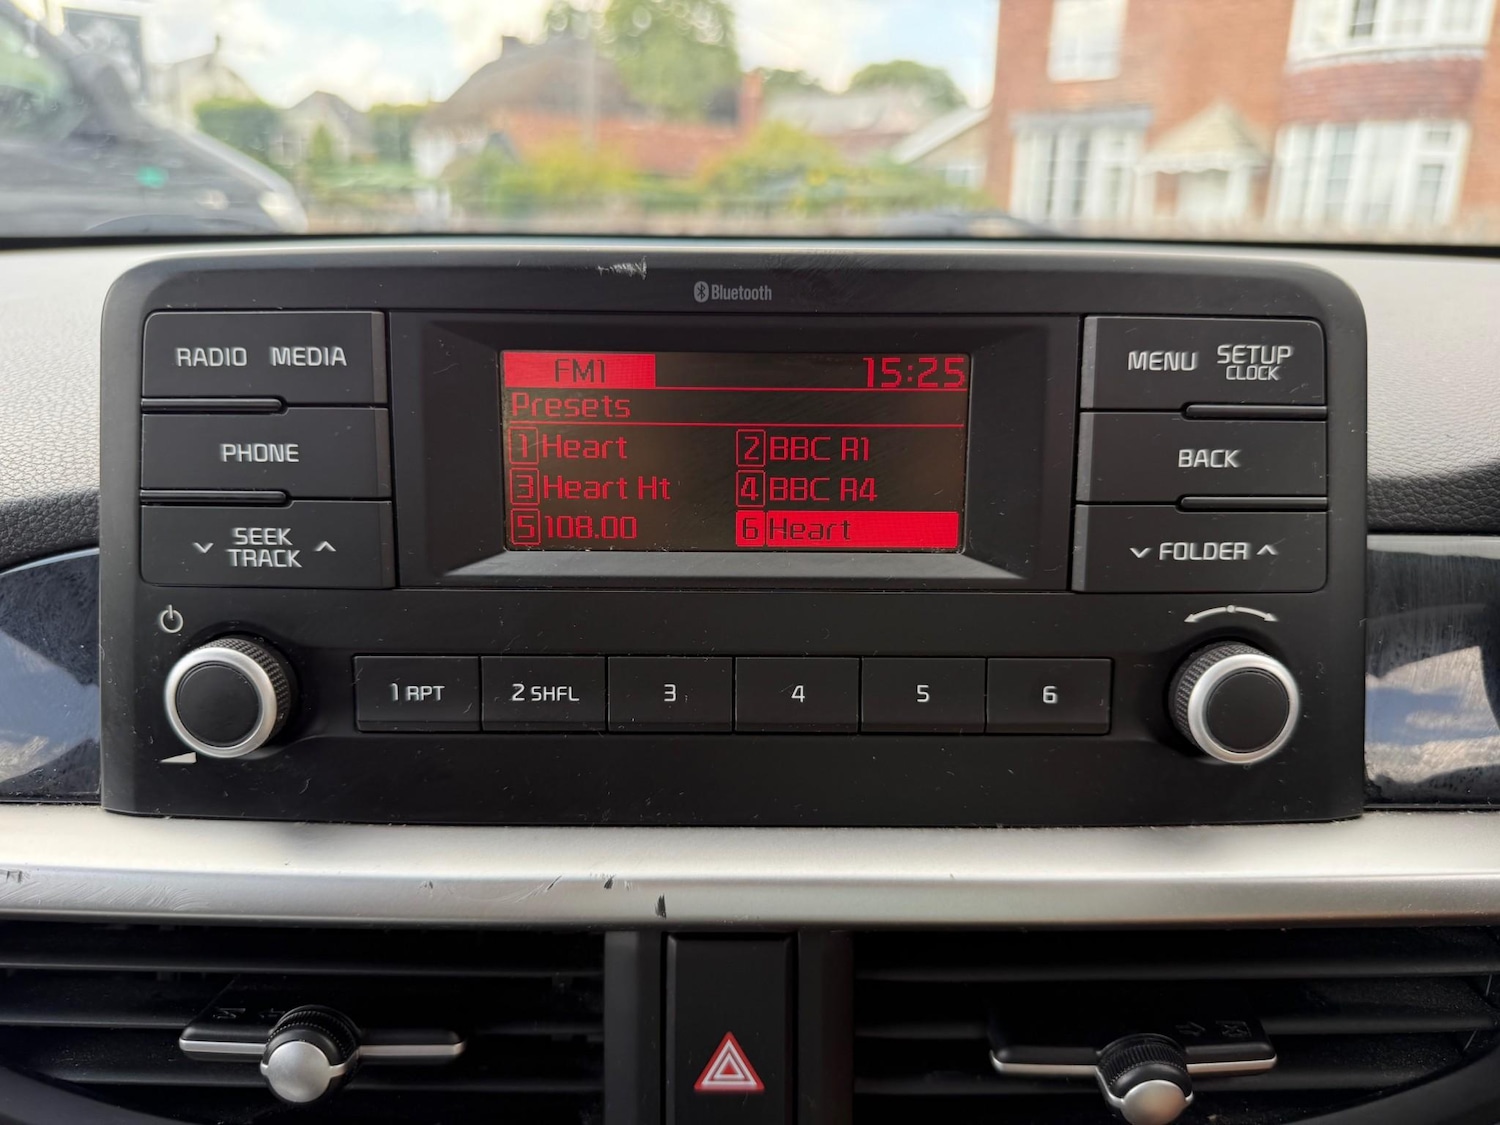 Bluetooth
RADIO MEDIA
PHONE
SEEK
TRACK
FM1 15:25
Presets
1 Heart 2 BBC R1
3 Heart Ht 4 BBC R4
5 108.00 6 Heart
MENU SETUP
CLOCK
BACK
FOLDER
1 RPT 2 SHFL 3 4 5 6